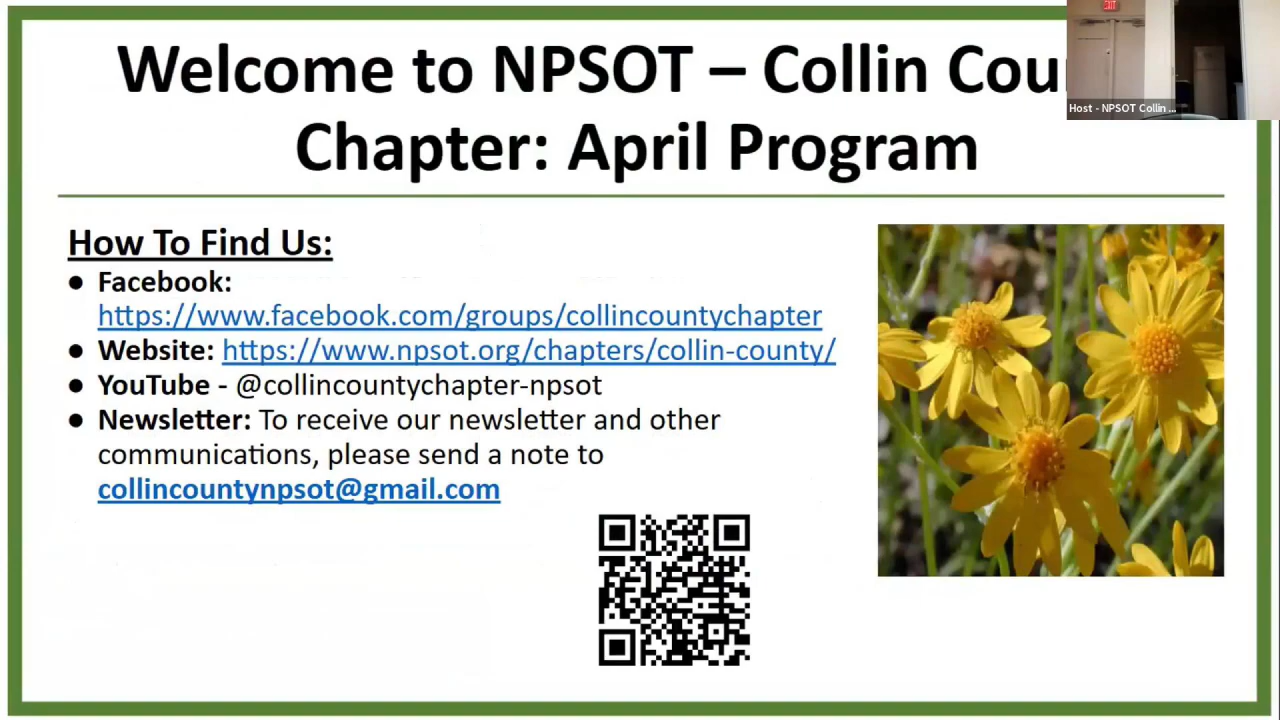 Welcome to NPSOT – Collin Cou
Chapter: April Program
EXIT
Host - NPSOT Collin ...
How To Find Us:
● Facebook:
https://www.facebook.com/groups/collincountychapter
● Website: https://www.npsot.org/chapters/collin-county/
● YouTube - @collincountychapter-npsot
● Newsletter: To receive our newsletter and other
communications, please send a note to
collincountynpsot@gmail.com